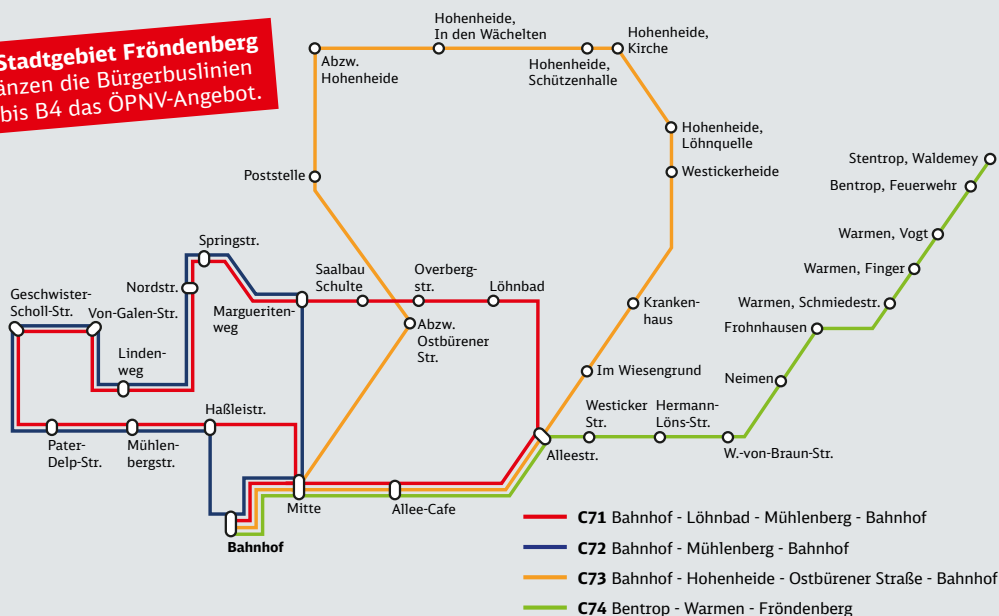 Stadtgebiet Fröndenberg
änzen die Bürgerbuslinien
bis B4 das ÖPNV-Angebot.
Hohenheide,
In den Wächelten
Hohenheide,
Kirche
Abzw.
Hohenheide
Hohenheide,
Schützenhalle
Hohenheide,
Löhnquelle
Westickerheide
Poststelle
Stentrop, Waldemey
Bentrop, Feuerwehr
Warmen, Vogt
Warmen, Finger
Warmen, Schmiedestr.
Frohnhausen
Neimen
Springstr.
Nordstr.
Saalbau
Schulte
Overberg-
str.
Löhnbad
Geschwister-
Scholl-Str.
Von-Galen-Str.
Margueriten-
weg
Abzw.
Ostbürener
Str.
Kranken-
haus
Linden-
weg
Im Wiesengrund
Haßleistr.
Westicker
Str.
Hermann-
Löns-Str.
Pater-
Delp-Str.
Mühlen-
bergstr.
Alleestr.
W.-von-Braun-Str.
Mitte
Allee-Cafe
Bahnhof
C71 Bahnhof - Löhnbad - Mühlenberg - Bahnhof
C72 Bahnhof - Mühlenberg - Bahnhof
C73 Bahnhof - Hohenheide - Ostbürener Straße - Bahnhof
C74 Bentrop - Warmen - Fröndenberg